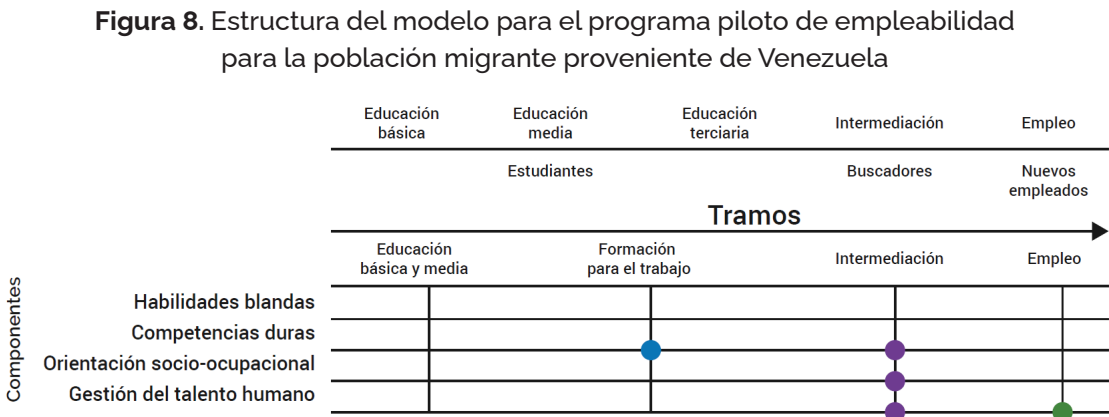 Figura 8. Estructura del modelo para el programa piloto de empleabilidad
para la población migrante proveniente de Venezuela
Educación básica
Educación media
Educación terciaria
Intermediación
Empleo
Estudiantes
Buscadores
Nuevos empleados
Tramos
Educación básica y media
Formación para el trabajo
Intermediación
Empleo
Componentes
Habilidades blandas
Competencias duras
Orientación socio-ocupacional
Gestión del talento humano